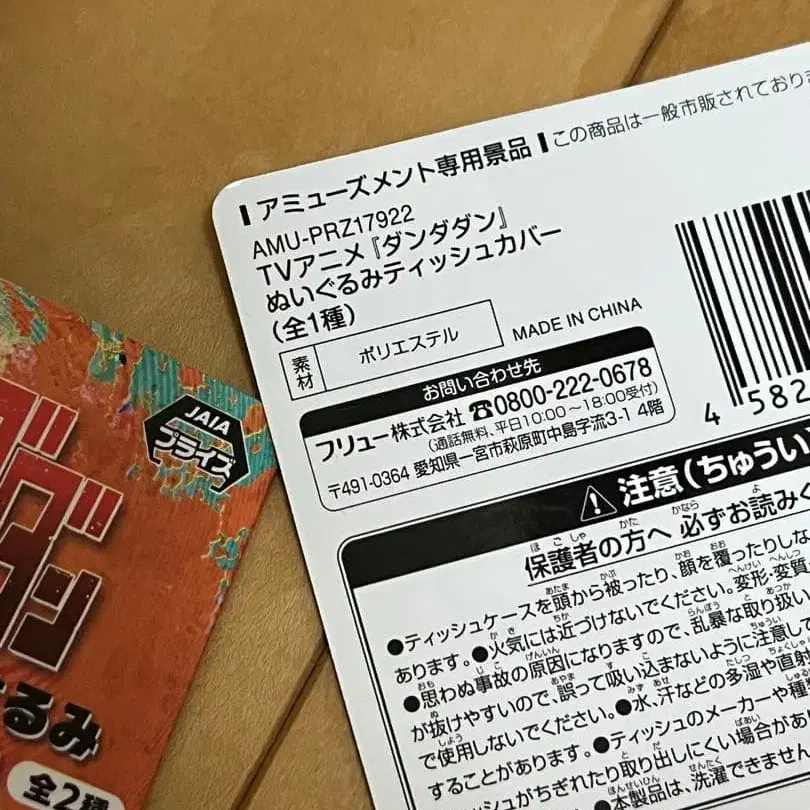 アミューズメント専用景品
この商品は一般市販されており
AMU-PRZ17922
TVアニメ『ダンダダン』
ぬいぐるみティッシュカバー
(全1種)
素材 ポリエステル
MADE IN CHINA
お問い合わせ先
フリュー株式会社 ☎0800-222-0678
(通話無料、平日10:00～18:00受付)
〒491-0364 愛知県一宮市萩原町中島字流3-1 4階
4 582
注意(ちゅうい
保護者の方へ 必ずお読みく
●ティッシュケースを頭から被ったり、顔を覆ったりしな
あります。●火気には近づけないでください。変形・変質
●思わぬ事故の原因になりますので、乱暴な取り扱い
が抜けやすいので、誤って吸い込まないように注意して
で使用しないでください。●水、汗などの多湿や直射
することがあります。●ティッシュのメーカーや種
ティッシュがちぎれたり取り出しにくい場合があ
●本製品は、洗濯できません
JAIA
プライズ
ダ
ダン
るみ
全2種